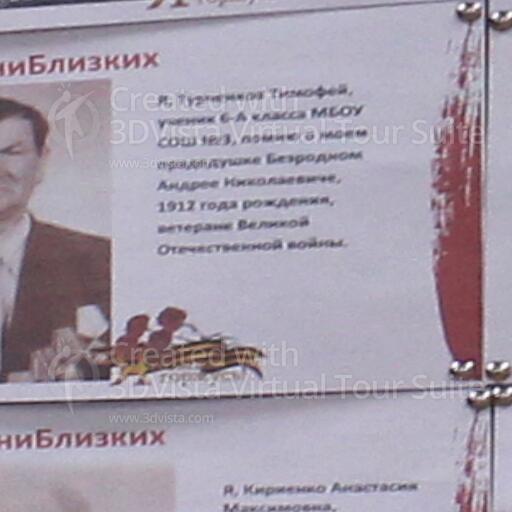 ниБлизких
Я, Тимофей,
ученик 6-А класса МБОУ
СОШ №3, помню о моем
прадедушке Безродном
Андрее Николаевиче,
1912 года рождения,
ветеране Великой
Отечественной войны.
Created with
3DVista Virtual Tour Suite
www.3dvista.com
Created with
3DVista Virtual Tour Suite
www.3dvista.com
ниБлизких
Я, Кириенко Анастасия
Максимовна,